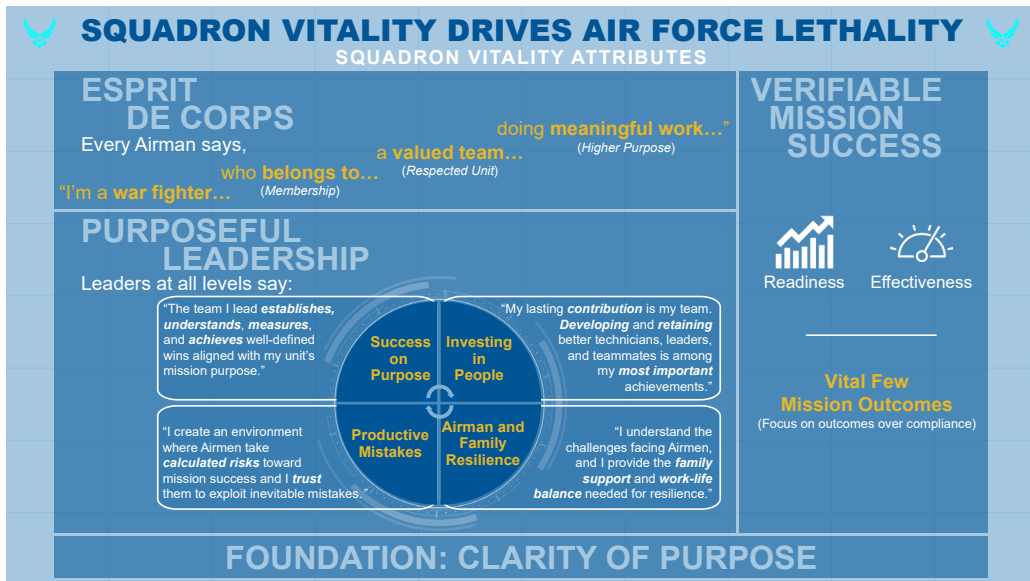 SQUADRON VITALITY DRIVES AIR FORCE LETHALITY
SQUADRON VITALITY ATTRIBUTES
ESPRIT
DE CORPS
Every Airman says,
“I’m a war fighter…
who belongs to…
(Membership)
a valued team…
(Respected Unit)
doing meaningful work…”
(Higher Purpose)
PURPOSEFUL
LEADERSHIP
Leaders at all levels say:
“The team I lead establishes,
understands, measures,
and achieves well-defined
wins aligned with my unit’s
mission purpose.”
Success
on
Purpose
Investing
in
People
“My lasting contribution is my team.
Developing and retaining
better technicians, leaders,
and teammates is among
my most important
achievements.”
“I create an environment
where Airmen take
calculated risks toward
mission success and I trust
them to exploit inevitable mistakes.”
Productive
Mistakes
Airman and
Family
Resilience
“I understand the
challenges facing Airmen,
and I provide the family
support and work-life
balance needed for resilience.”
VERIFIABLE
MISSION
SUCCESS
Readiness
Effectiveness
Vital Few
Mission Outcomes
(Focus on outcomes over compliance)
FOUNDATION: CLARITY OF PURPOSE